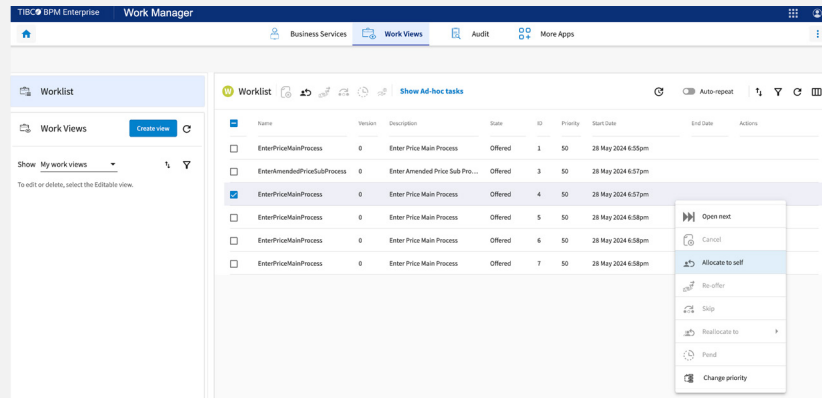 TIBCO BPM Enterprise Work Manager
Business Services Work Views Audit More Apps
Worklist
Work Views Create view
Show My work views
To edit or delete, select the Editable view.
W Worklist Show Ad-hoc tasks Auto-repeat
Name Version Description State ID Priority Start Date End Date Actions
EnterPriceMainProcess 0 Enter Price Main Process Offered 1 50 28 May 2024 6:55pm
EnterAmendedPriceSubProcess 0 Enter Amended Price Sub Pro... Offered 3 50 28 May 2024 6:57pm
EnterPriceMainProcess 0 Enter Price Main Process Offered 4 50 28 May 2024 6:57pm
EnterPriceMainProcess 0 Enter Price Main Process Offered 5 50 28 May 2024 6:58pm
EnterPriceMainProcess 0 Enter Price Main Process Offered 6 50 28 May 2024 6:58pm
EnterPriceMainProcess 0 Enter Price Main Process Offered 7 50 28 May 2024 6:58pm
Open next
Cancel
Allocate to self
Re-offer
Skip
Reallocate to
Pend
Change priority